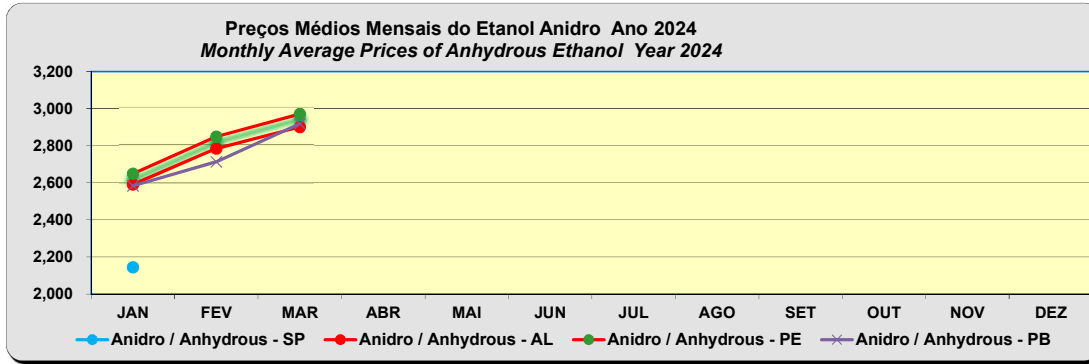 Preços Médios Mensais do Etanol Anidro Ano 2024
Monthly Average Prices of Anhydrous Ethanol Year 2024
3,200
3,000
2,800
2,600
2,400
2,200
2,000
JAN FEV MAR ABR MAI JUN JUL AGO SET OUT NOV DEZ
Anidro / Anhydrous - SP Anidro / Anhydrous - AL Anidro / Anhydrous - PE Anidro / Anhydrous - PB